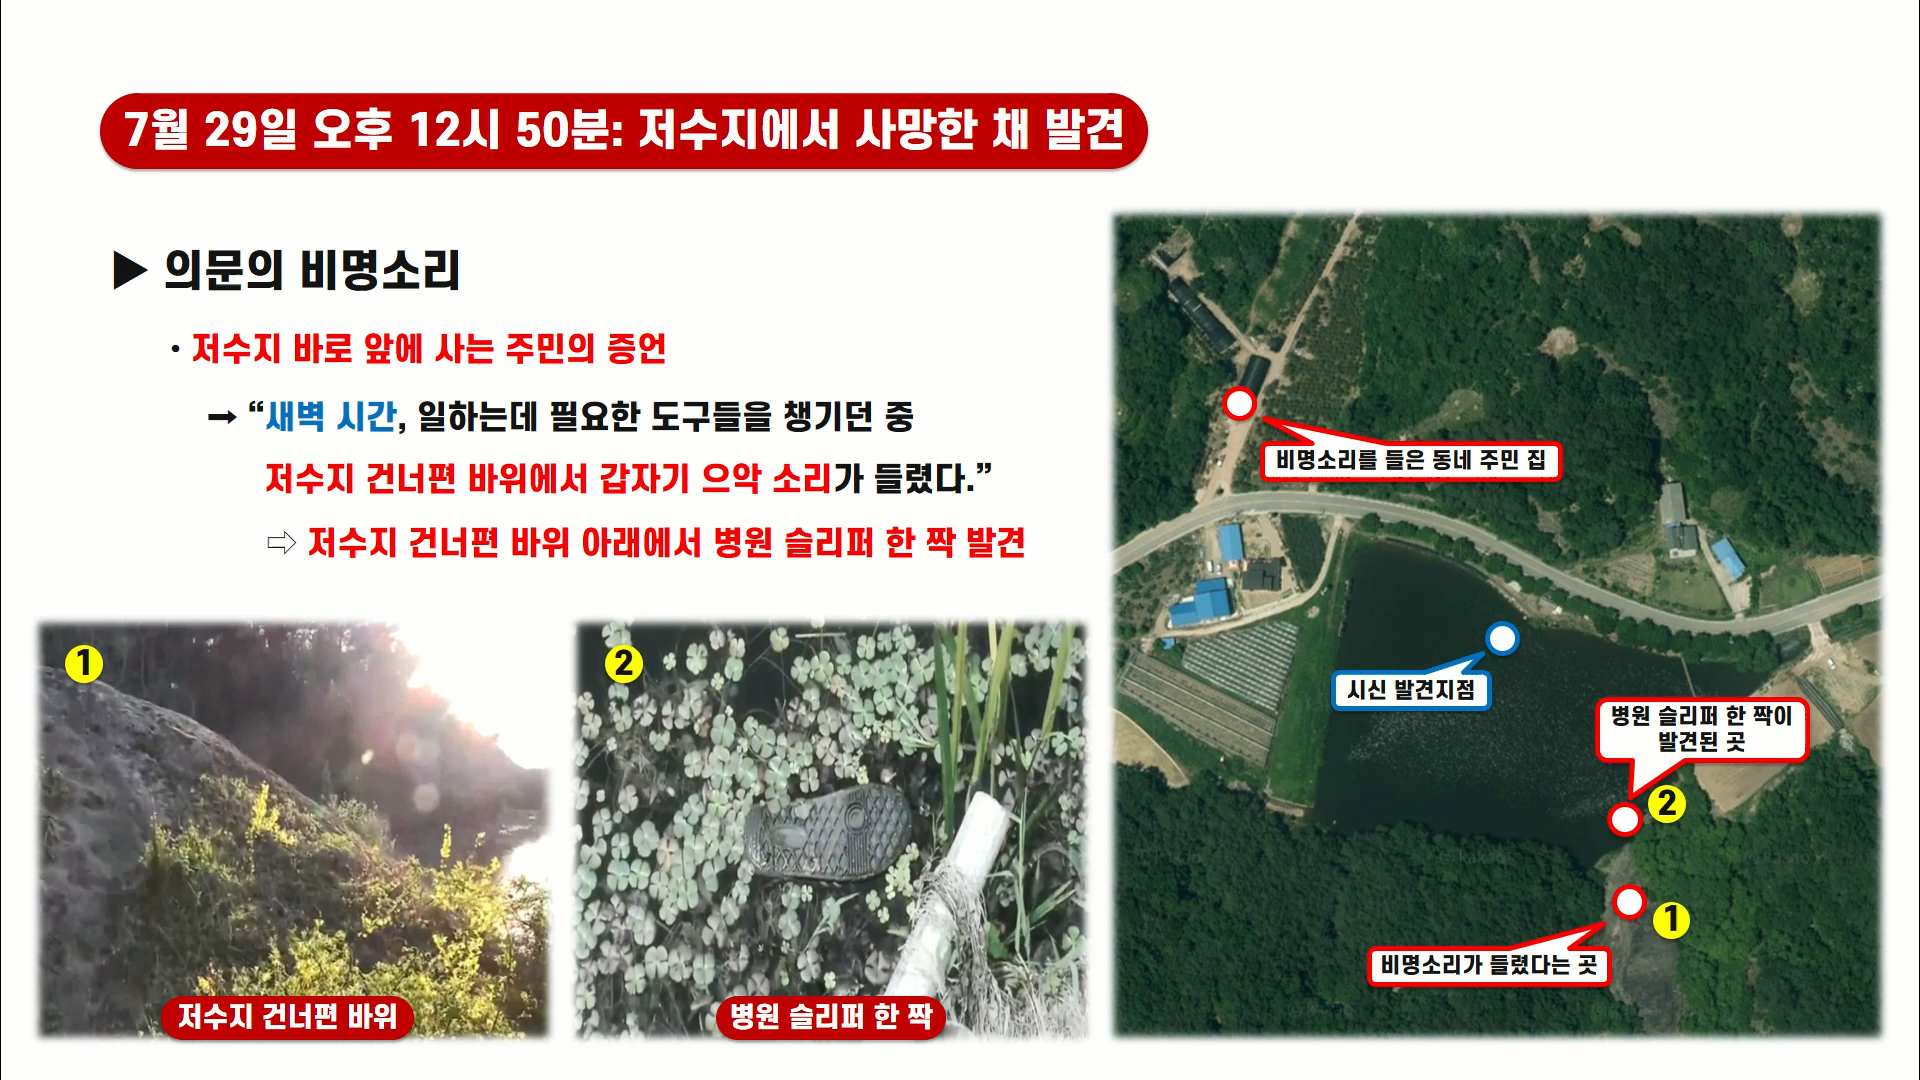 7월 29일 오후 12시 50분: 저수지에서 사망한 채 발견
▶ 의문의 비명소리
· 저수지 바로 앞에 사는 주민의 증언
➡ “새벽 시간, 일하는데 필요한 도구들을 챙기던 중
저수지 건너편 바위에서 갑자기 으악 소리가 들렸다.”
⇨ 저수지 건너편 바위 아래에서 병원 슬리퍼 한 짝 발견
1
저수지 건너편 바위
2
병원 슬리퍼 한 짝
비명소리를 들은 동네 주민 집
시신 발견지점
병원 슬리퍼 한 짝이
발견된 곳
2
1
비명소리가 들렸다는 곳